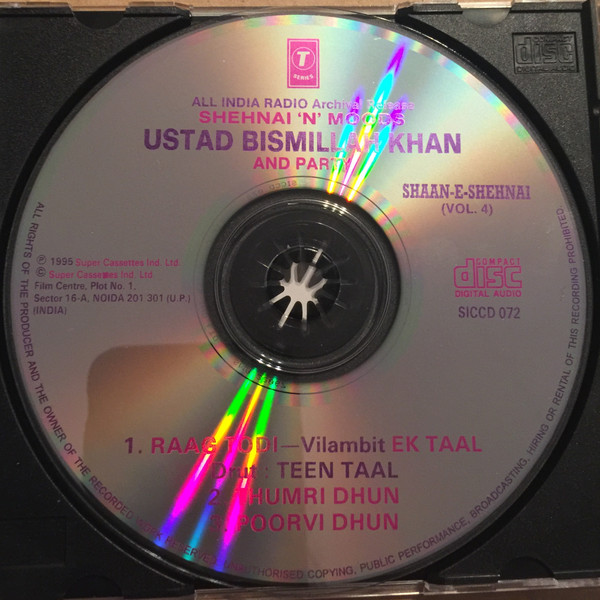 T
SERIES
ALL INDIA RADIO Archival Release
SHEHNAI 'N' MOODS
USTAD BISMILLAH KHAN
AND PARTY
SHAAN-E-SHEHNAI
(VOL. 4)
℗ 1995 Super Cassettes Ind. Ltd.
© Super Cassettes Ind. Ltd.
Film Centre, Plot No. 1,
Sector 16-A, NOIDA 201 301 (U.P.)
(INDIA)
COMPACT
disc
DIGITAL AUDIO
SICCD 072
1. RAAG TODI—Vilambit EK TAAL
Drut : TEEN TAAL
2. THUMRI DHUN
3. POORVI DHUN
ALL RIGHTS OF THE PRODUCER AND THE OWNER OF THE RECORDED WORK RESERVED. UNAUTHORISED COPYING, PUBLIC PERFORMANCE, BROADCASTING, HIRING OR RENTAL OF THIS RECORDING PROHIBITED
COMPACT
disc